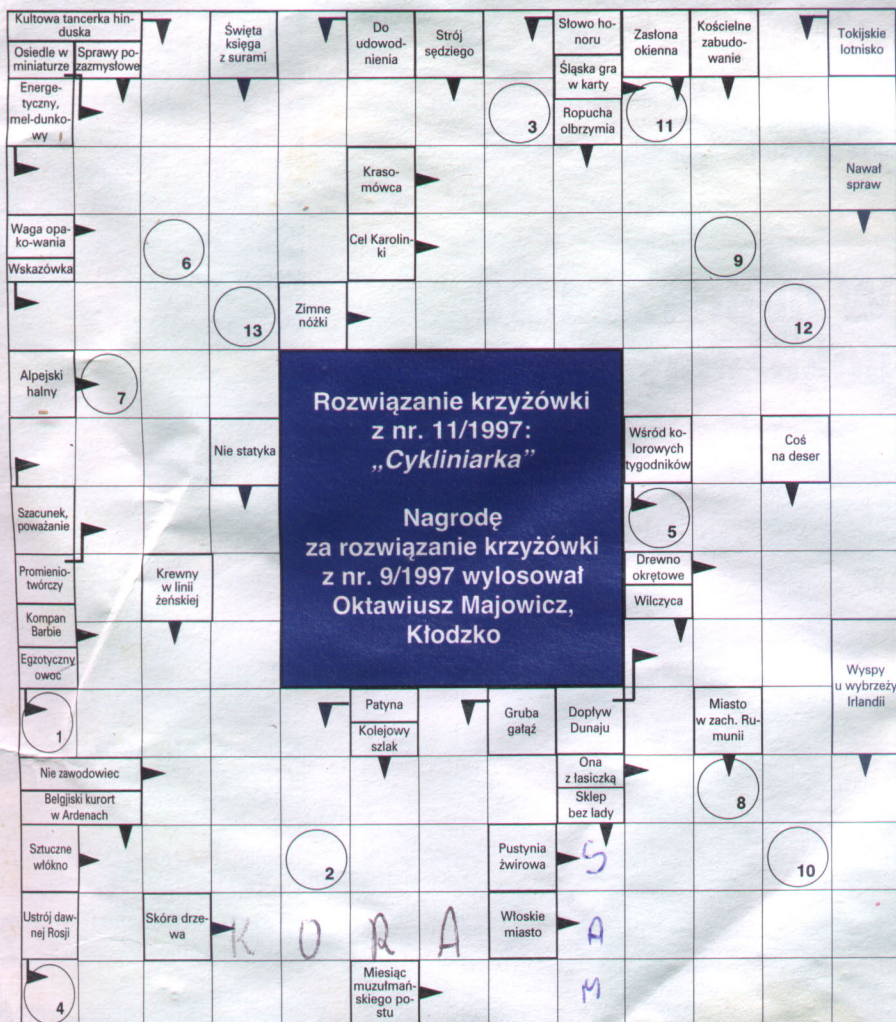 Kultowa tancerka hin-
duska
Święta
księga
z surami
Do
udowod-
nienia
Strój
sędziego
Słowo ho-
noru
Zasłona
okienna
Kościelne
zabudo-
wanie
Tokijskie
lotnisko
Osiedle w
miniaturze
Sprawy po-
zazmysłowe
Śląska gra
w karty
Energe-
tyczny,
mel-dunko-
wy
3
Ropucha
olbrzymia
11
Kraso-
mówca
Nawał
spraw
Waga opa-
ko-wania
6
Cel Karolin-
ki
9
Wskazówka
13
Zimne
nóżki
12
Alpejski
halny
7
Rozwiązanie krzyżówki
z nr. 11/1997:
„Cykliniarka”
Nagrodę
za rozwiązanie krzyżówki
z nr. 9/1997 wylosował
Oktawiusz Majowicz,
Kłodzko
Nie statyka
Wśród ko-
lorowych
tygodników
Coś
na deser
Szacunek,
poważanie
5
Promienio-
twórczy
Krewny
w linii
żeńskiej
Drewno
okrętowe
Wilczyca
Kompan
Barbie
Egzotyczny
owoc
Wyspy
u wybrzeży
Irlandii
1
Patyna
Kolejowy
szlak
Gruba
gałąź
Dopływ
Dunaju
Miasto
w zach. Ru-
munii
Nie zawodowiec
Ona
z łasiczką
8
Belgijski kurort
w Ardenach
Sklep
bez lady
Sztuczne
włókno
2
Pustynia
żwirowa
S
10
Ustrój daw-
nej Rosji
Skóra drze-
wa
K O R A
Włoskie
miasto
A
4
Miesiąc
muzułmań-
skiego po-
stu
M